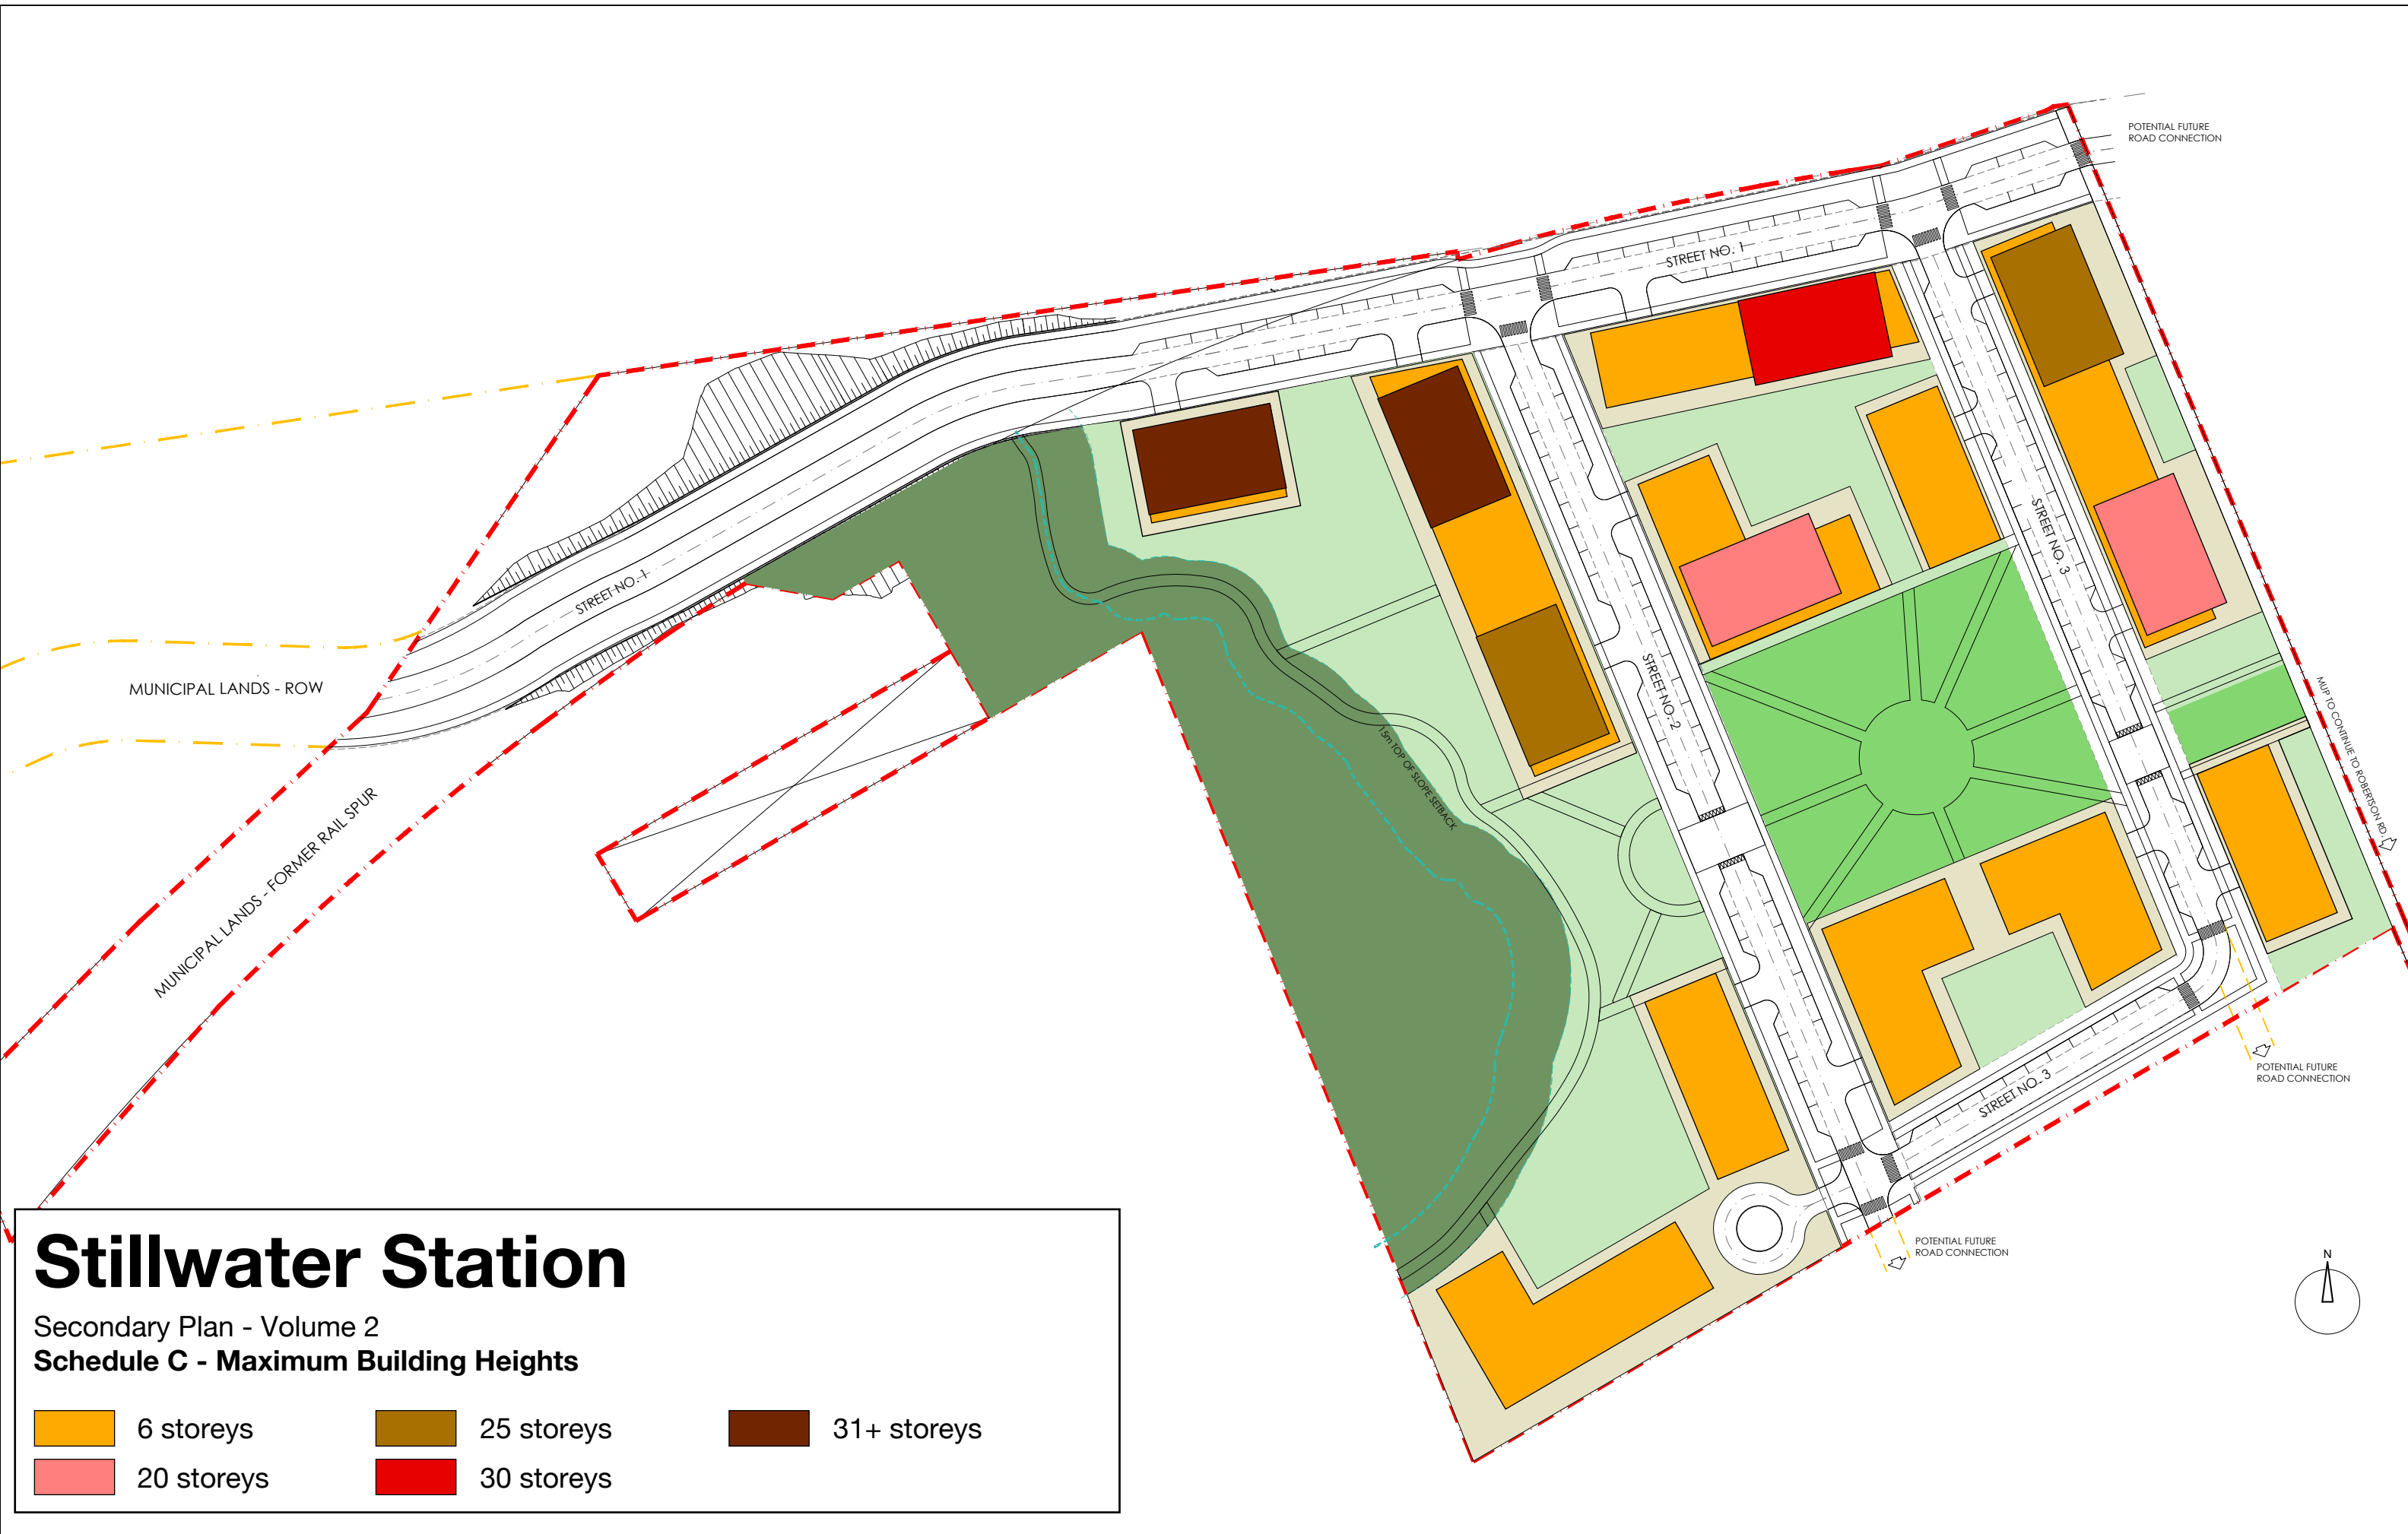 POTENTIAL FUTURE
ROAD CONNECTION
STREET NO. 1
STREET NO. 1
STREET NO. 3
STREET NO. 2
MUNICIPAL LANDS - ROW
MUP TO CONTINUE TO ROBERTSON RD.
15m TOP OF SLOPE SETBACK
MUNICIPAL LANDS - FORMER RAIL SPUR
STREET NO. 3
POTENTIAL FUTURE
ROAD CONNECTION
POTENTIAL FUTURE
ROAD CONNECTION
N
Stillwater Station
Secondary Plan - Volume 2
Schedule C - Maximum Building Heights
6 storeys
25 storeys
31+ storeys
20 storeys
30 storeys